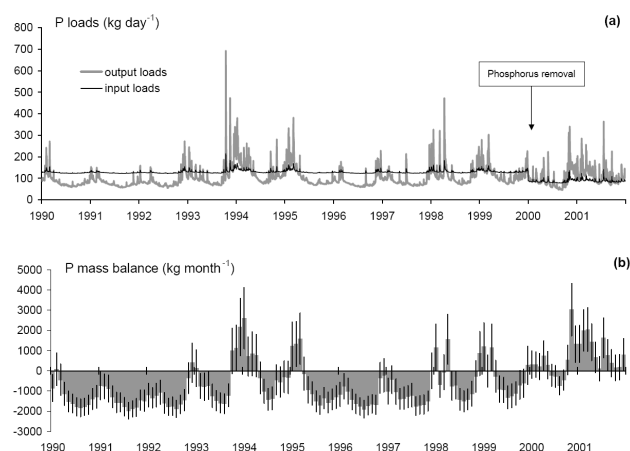 P loads (kg day⁻¹)
(a)
800
700
600
500
400
300
200
100
0
output loads
input loads
Phosphorus removal
1990 1991 1992 1993 1994 1995 1996 1997 1998 1999 2000 2001
P mass balance (kg month⁻¹)
(b)
5000
4000
3000
2000
1000
0
-1000
-2000
-3000
1990 1991 1992 1993 1994 1995 1996 1997 1998 1999 2000 2001